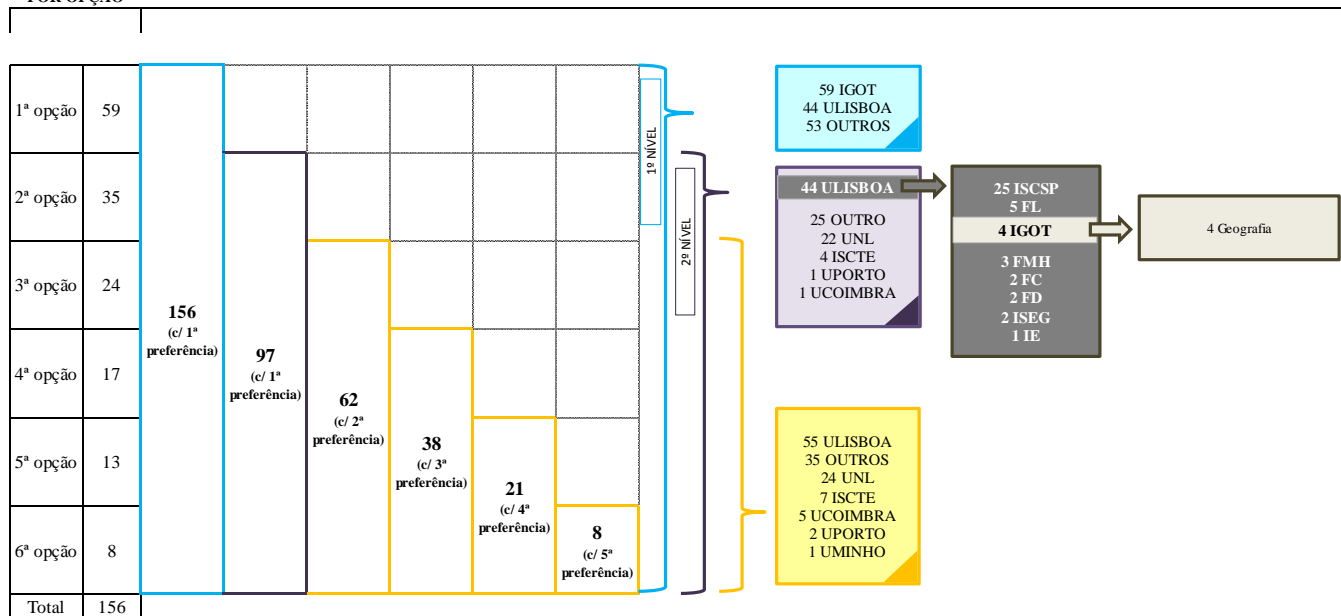 POR OPÇÃO
1ª opção 59
2ª opção 35
3ª opção 24
4ª opção 17
5ª opção 13
6ª opção 8
Total 156
156
(c/ 1ª
preferência)
97
(c/ 1ª
preferência)
62
(c/ 2ª
preferência)
38
(c/ 3ª
preferência)
21
(c/ 4ª
preferência)
8
(c/ 5ª
preferência)
1º NÍVEL
2º NÍVEL
59 IGOT
44 ULISBOA
53 OUTROS
44 ULISBOA
25 OUTRO
22 UNL
4 ISCTE
1 UPORTO
1 UCOIMBRA
25 ISCSP
5 FL
4 IGOT
3 FMH
2 FC
2 FD
2 ISEG
1 IE
4 Geografia
55 ULISBOA
35 OUTROS
24 UNL
7 ISCTE
5 UCOIMBRA
2 UPORTO
1 UMINHO